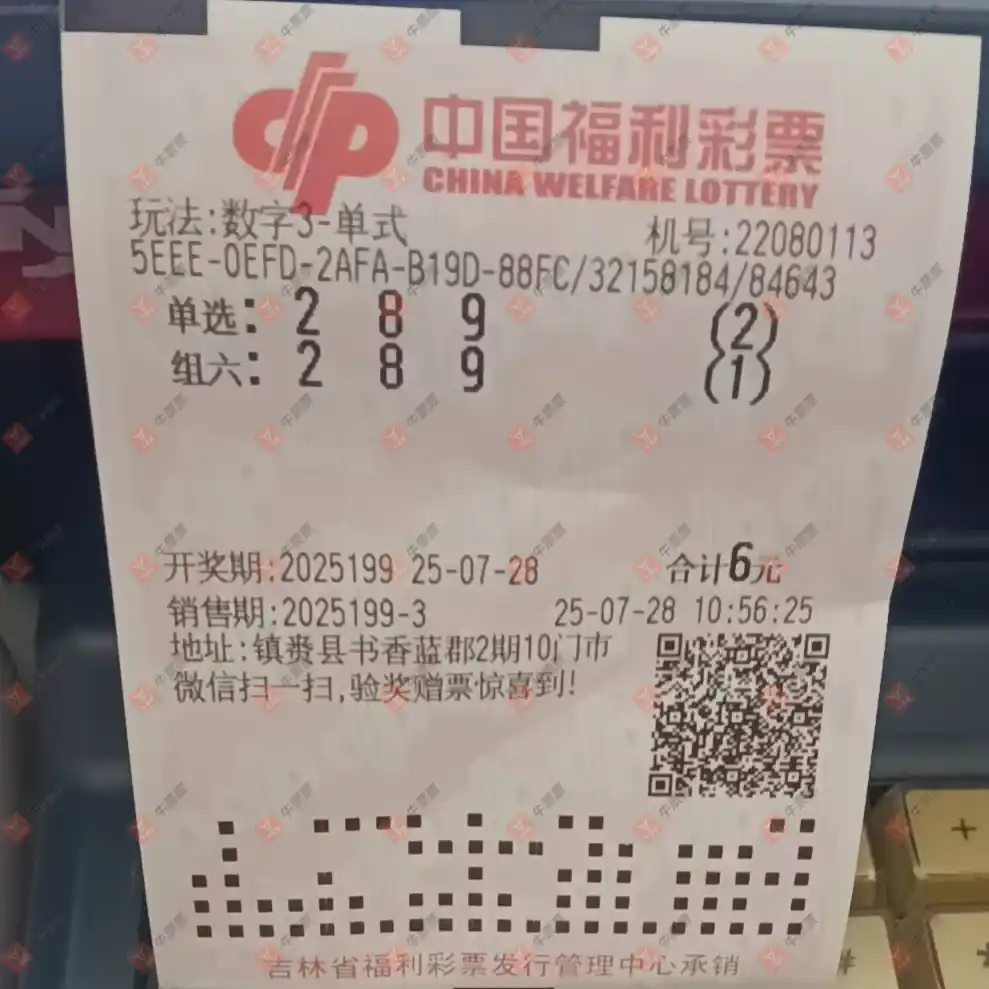 中国福利彩票
CHINA WELFARE LOTTERY
玩法:数字3-单式 机号:22080113
5EEE-0EFD-2AFA-B19D-88FC/32158184/84643
单选: 2 8 9 (2)
组六: 2 8 9 (1)
开奖期:2025199 25-07-28 合计6元
销售期:2025199-3 25-07-28 10:56:25
地址:镇赉县书香蓝郡2期10门市
微信扫一扫,验奖赠票惊喜到!
吉林省福利彩票发行管理中心承销